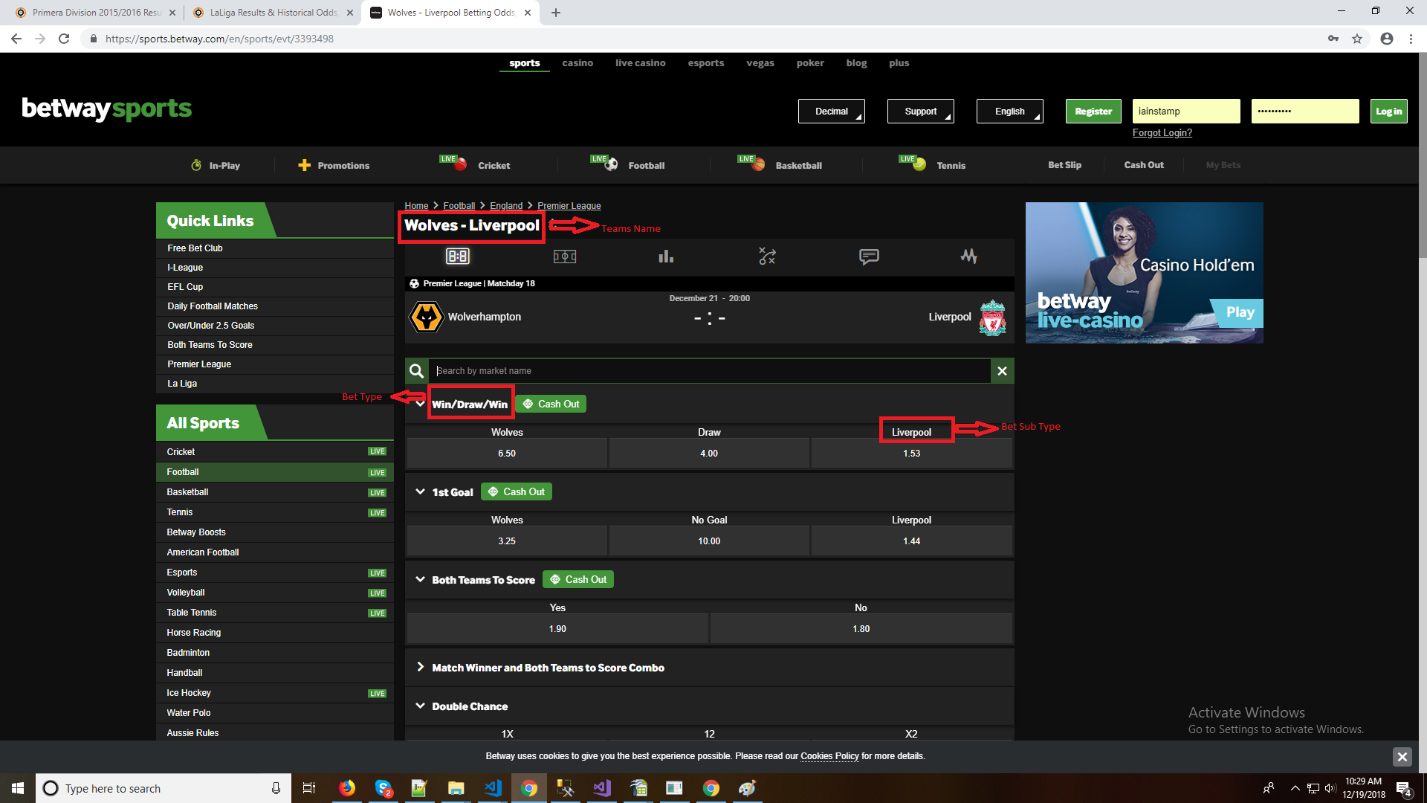 Primera Division 2015/2016 Resu
LaLiga Results & Historical Odds,
Wolves - Liverpool Betting Odds,
https://sports.betway.com/en/sports/evt/3393498
sports casino live casino esports vegas poker blog plus
betwaysports
Decimal Support English Register iainstamp •••••••••• Log in
Forgot Login?
In-Play Promotions LIVE Cricket LIVE Football LIVE Basketball LIVE Tennis Bet Slip Cash Out My Bets
Quick Links
Free Bet Club
I-League
EFL Cup
Daily Football Matches
Over/Under 2.5 Goals
Both Teams To Score
Premier League
La Liga
All Sports
Cricket LIVE
Football LIVE
Basketball LIVE
Tennis LIVE
Betway Boosts
American Football
Esports LIVE
Volleyball LIVE
Table Tennis LIVE
Horse Racing
Badminton
Handball
Ice Hockey LIVE
Water Polo
Aussie Rules
Home > Football > England > Premier League
Wolves - Liverpool
Teams Name
Premier League | Matchday 18
December 21 - 20:00
Wolverhampton - : - Liverpool
Search by market name
Bet Type
Win/Draw/Win Cash Out
Bet Sub Type
Wolves Draw Liverpool
6.50 4.00 1.53
1st Goal Cash Out
Wolves No Goal Liverpool
3.25 10.00 1.44
Both Teams To Score Cash Out
Yes No
1.90 1.80
Match Winner and Both Teams to Score Combo
Double Chance
1X 12 X2
Casino Hold'em
betway
live-casino
Play
Activate Windows
Go to Settings to activate Windows.
Betway uses cookies to give you the best experience possible. Please read our Cookies Policy for more details.
Type here to search
2
10:29 AM
12/19/2018
4